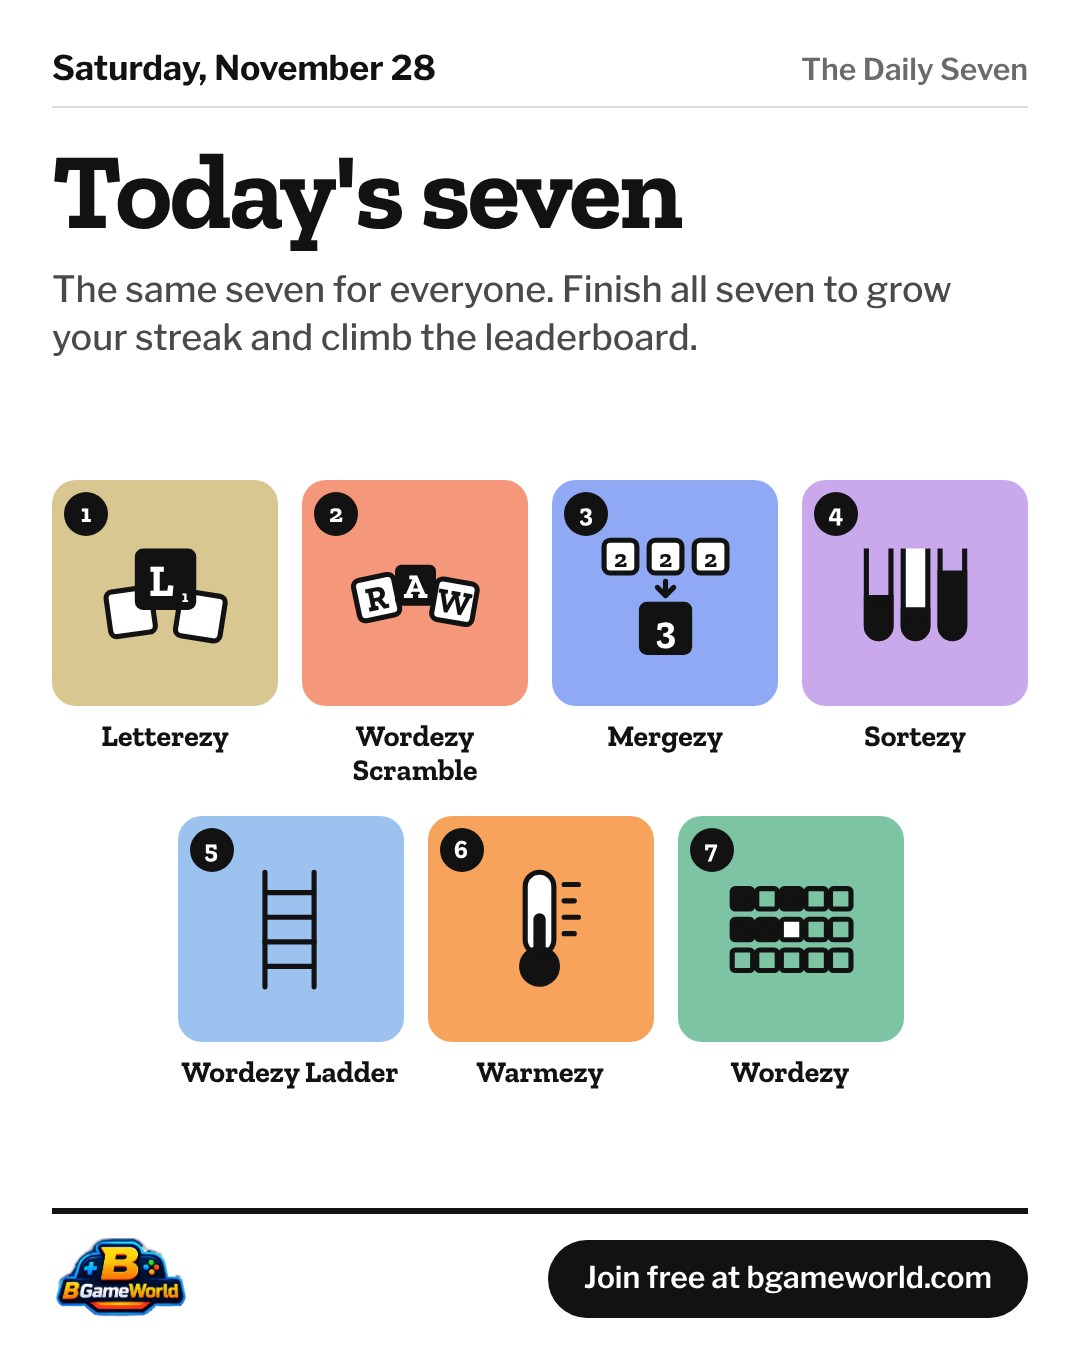 Saturday, November 28
The Daily Seven
Today's seven
The same seven for everyone. Finish all seven to grow
your streak and climb the leaderboard.
1
2
3
4
L
1
R A W
2 2 2
3
Letterezy
Wordezy
Scramble
Mergezy
Sortezy
5
6
7
Wordezy Ladder
Warmezy
Wordezy
B
BGameWorld
Join free at bgameworld.com